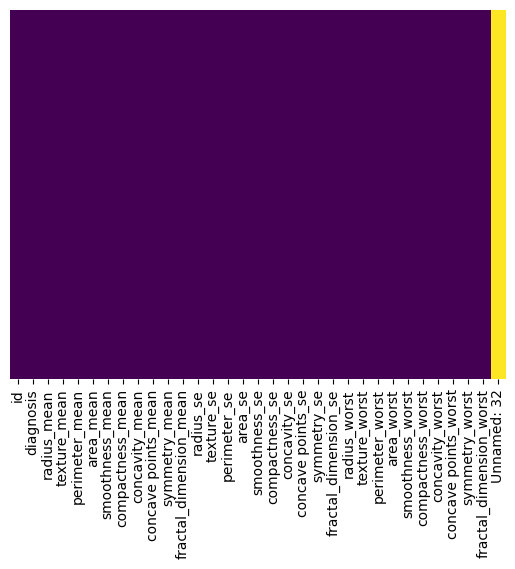 id
diagnosis
radius_mean
texture_mean
perimeter_mean
area_mean
smoothness_mean
compactness_mean
concavity_mean
concave points_mean
symmetry_mean
fractal_dimension_mean
radius_se
texture_se
perimeter_se
area_se
smoothness_se
compactness_se
concavity_se
concave points_se
symmetry_se
fractal_dimension_se
radius_worst
texture_worst
perimeter_worst
area_worst
smoothness_worst
compactness_worst
concavity_worst
concave points_worst
symmetry_worst
fractal_dimension_worst
Unnamed: 32